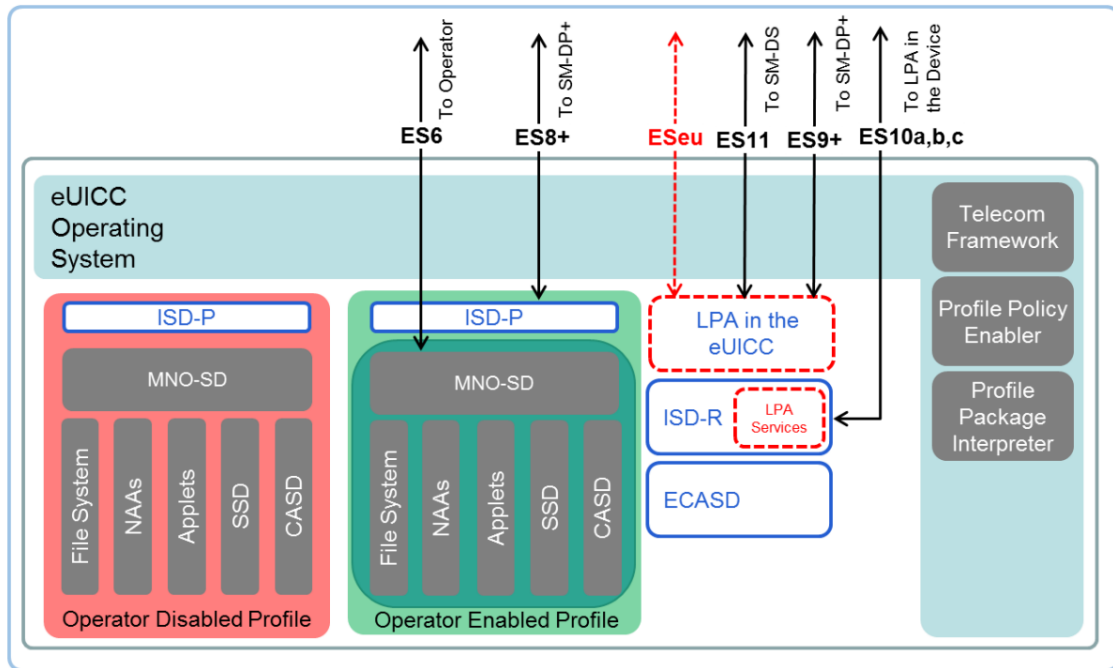 To Operator
To SM-DP+
To SM-DS
To SM-DP+
To LPA in
the Device
ES6
ES8+
ESeu
ES11
ES9+
ES10a,b,c
eUICC
Operating
System
Telecom
Framework
Profile Policy
Enabler
Profile
Package
Interpreter
ISD-P
MNO-SD
File System
NAAs
Applets
SSD
CASD
Operator Disabled Profile
ISD-P
MNO-SD
File System
NAAs
Applets
SSD
CASD
Operator Enabled Profile
LPA in the
eUICC
ISD-R
LPA
Services
ECASD